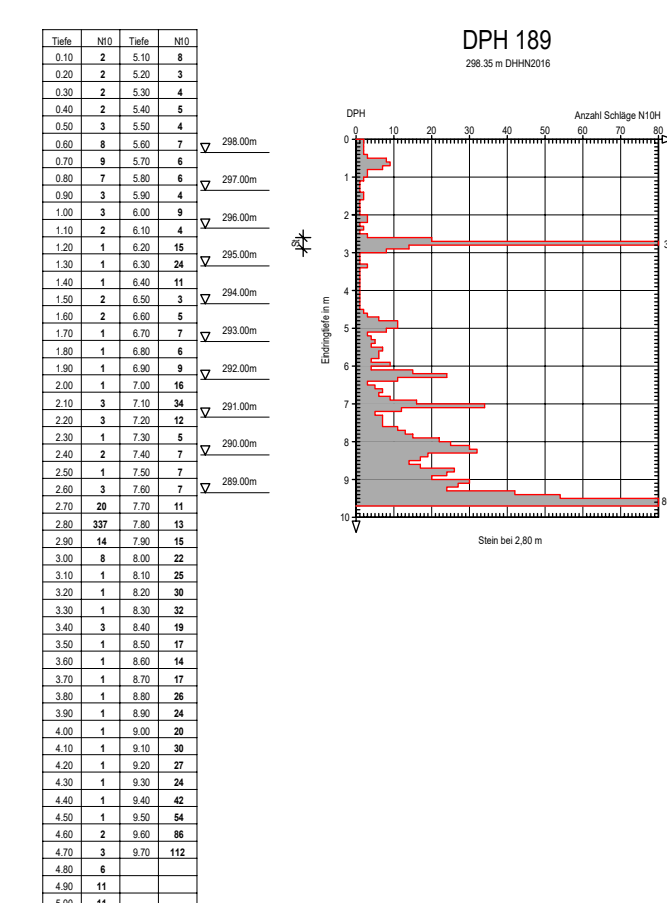 DPH 189
298.35 m DHHN2016
Tiefe N10 Tiefe N10
0.10 2 5.10 8
0.20 2 5.20 3
0.30 2 5.30 4
0.40 2 5.40 5
0.50 3 5.50 4
0.60 8 5.60 7
0.70 9 5.70 6
0.80 7 5.80 6
0.90 3 5.90 4
1.00 3 6.00 9
1.10 2 6.10 4
1.20 1 6.20 15
1.30 1 6.30 24
1.40 1 6.40 11
1.50 2 6.50 3
1.60 2 6.60 5
1.70 1 6.70 7
1.80 1 6.80 6
1.90 1 6.90 9
2.00 1 7.00 16
2.10 3 7.10 34
2.20 3 7.20 12
2.30 1 7.30 5
2.40 2 7.40 7
2.50 1 7.50 7
2.60 3 7.60 7
2.70 20 7.70 11
2.80 337 7.80 13
2.90 14 7.90 15
3.00 8 8.00 22
3.10 1 8.10 25
3.20 1 8.20 30
3.30 1 8.30 32
3.40 3 8.40 19
3.50 1 8.50 17
3.60 1 8.60 14
3.70 1 8.70 17
3.80 1 8.80 26
3.90 1 8.90 24
4.00 1 9.00 20
4.10 1 9.10 30
4.20 1 9.20 27
4.30 1 9.30 24
4.40 1 9.40 42
4.50 1 9.50 54
4.60 2 9.60 86
4.70 3 9.70 112
4.80 6
4.90 11
5.00 11
298.00m
297.00m
296.00m
295.00m
294.00m
293.00m
292.00m
291.00m
290.00m
289.00m
DPH
Anzahl Schläge N10H
0 10 20 30 40 50 60 70 80
0
1
2
3
4
5
6
7
8
9
10
Eindringtiefe in m
3
8
Stein bei 2,80 m